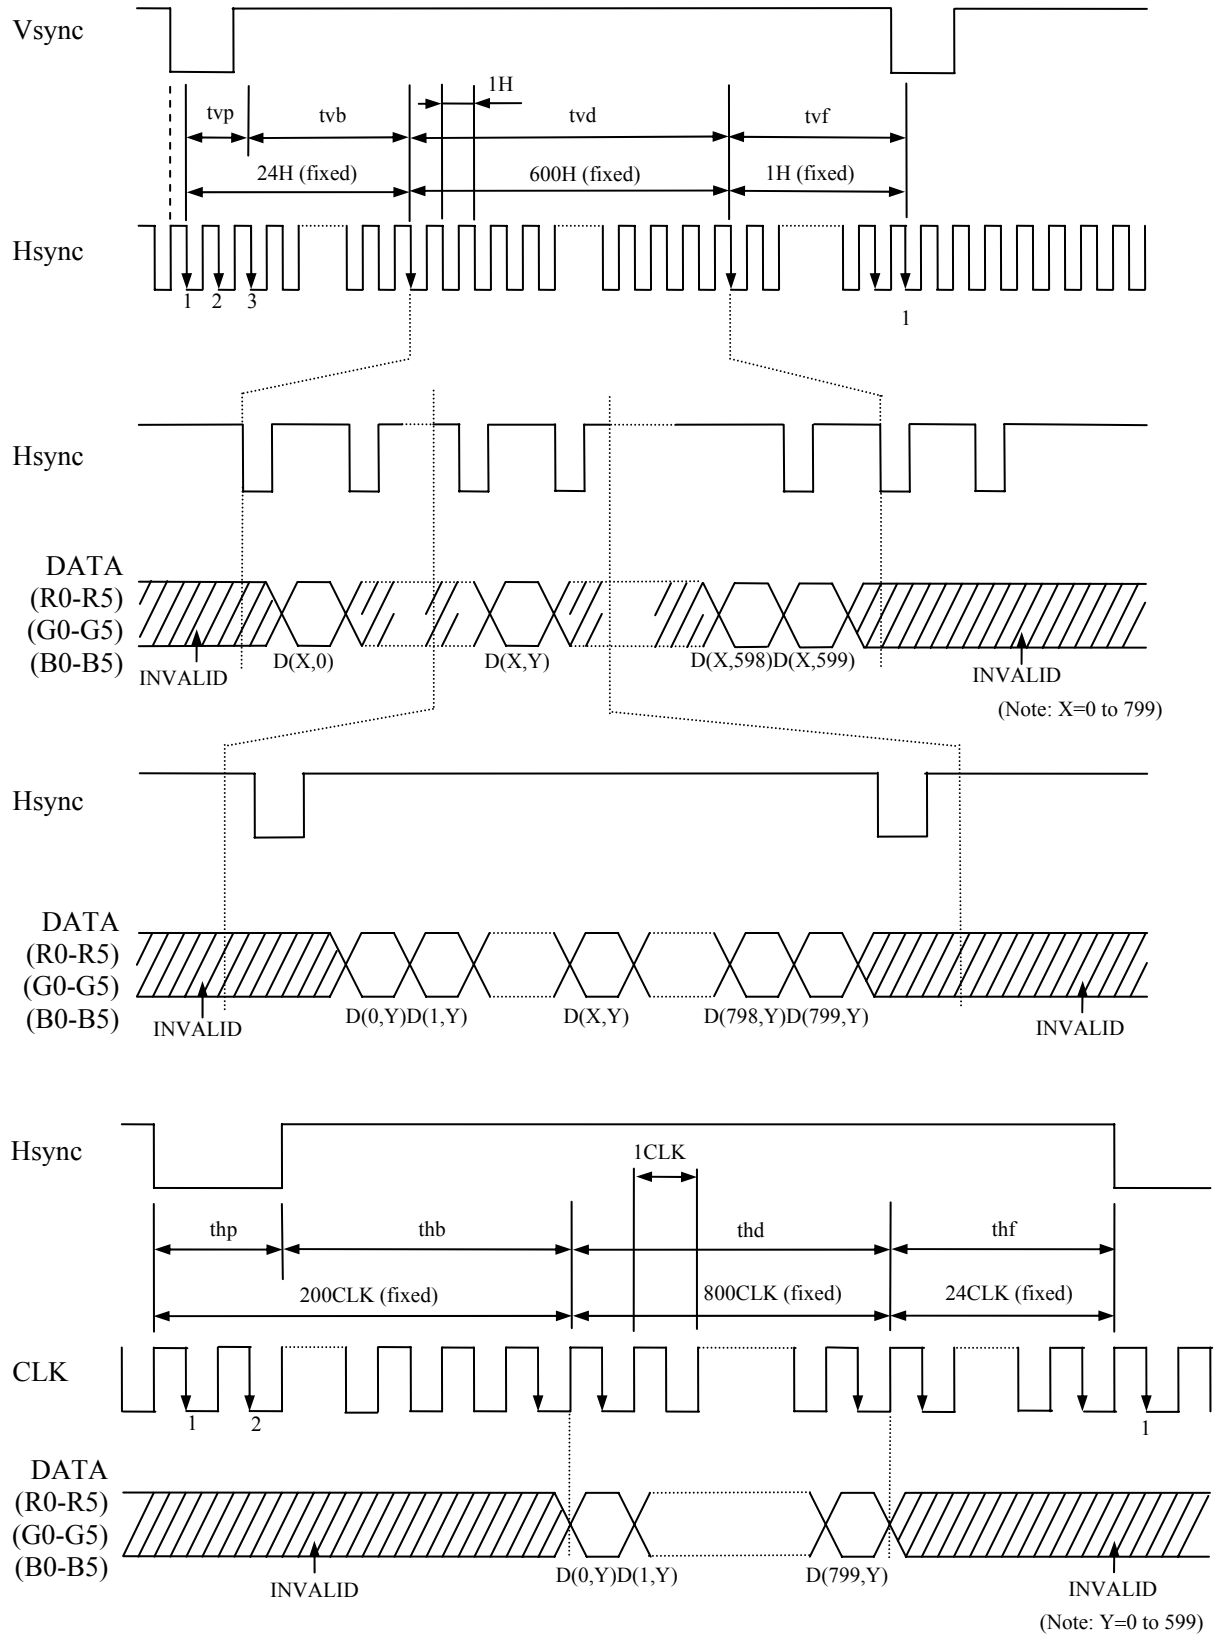 Vsync
1H
tvp tvb tvd tvf
24H (fixed) 600H (fixed) 1H (fixed)
Hsync
1 2 3 1
Hsync
DATA
(R0-R5)
(G0-G5)
(B0-B5)
D(X,0) D(X,Y) D(X,598)D(X,599)
INVALID INVALID
(Note: X=0 to 799)
Hsync
DATA
(R0-R5)
(G0-G5)
(B0-B5)
D(0,Y)D(1,Y) D(X,Y) D(798,Y)D(799,Y)
INVALID INVALID
Hsync
1CLK
thp thb thd thf
200CLK (fixed) 800CLK (fixed) 24CLK (fixed)
CLK
1 2 1
DATA
(R0-R5)
(G0-G5)
(B0-B5)
D(0,Y)D(1,Y) D(799,Y)
INVALID INVALID
(Note: Y=0 to 599)